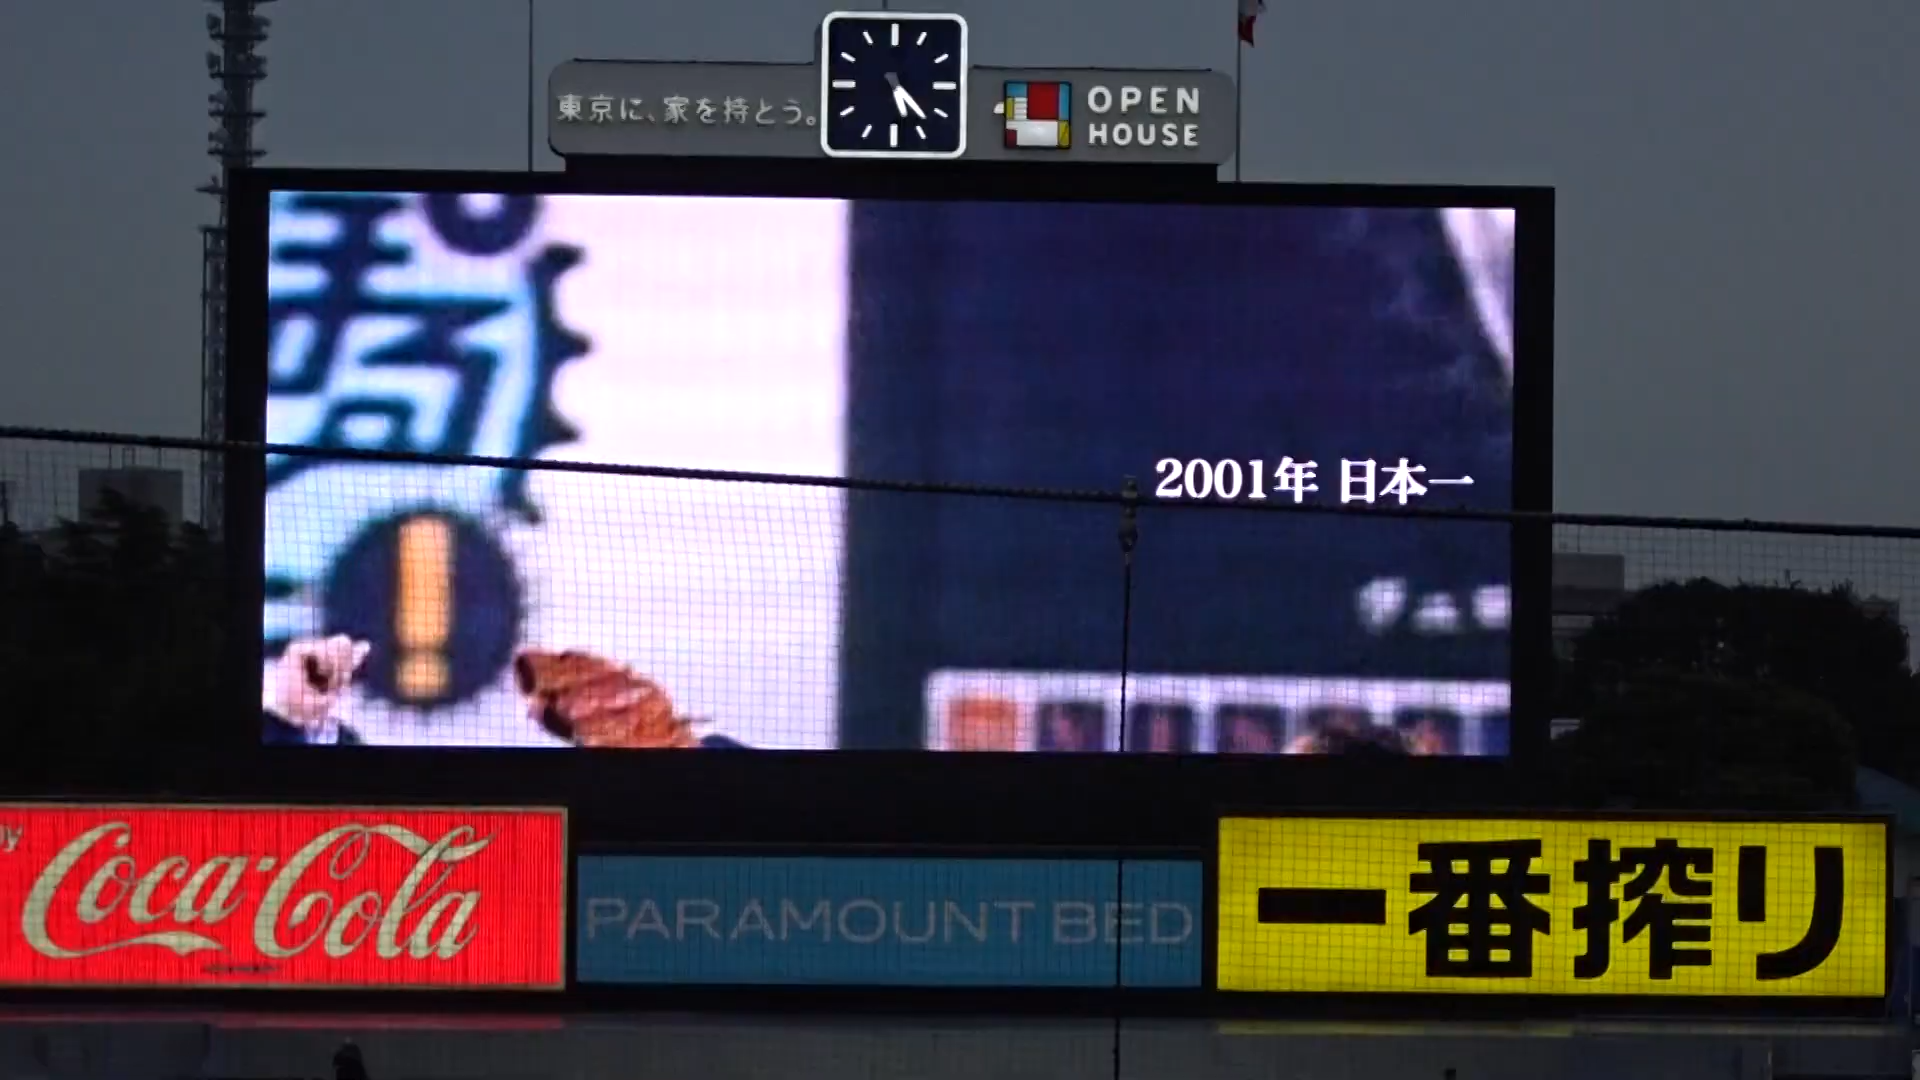 東京に、家を持とう。
OPEN
HOUSE
2001年 日本一
Coca-Cola
PARAMOUNT BED
一番搾り